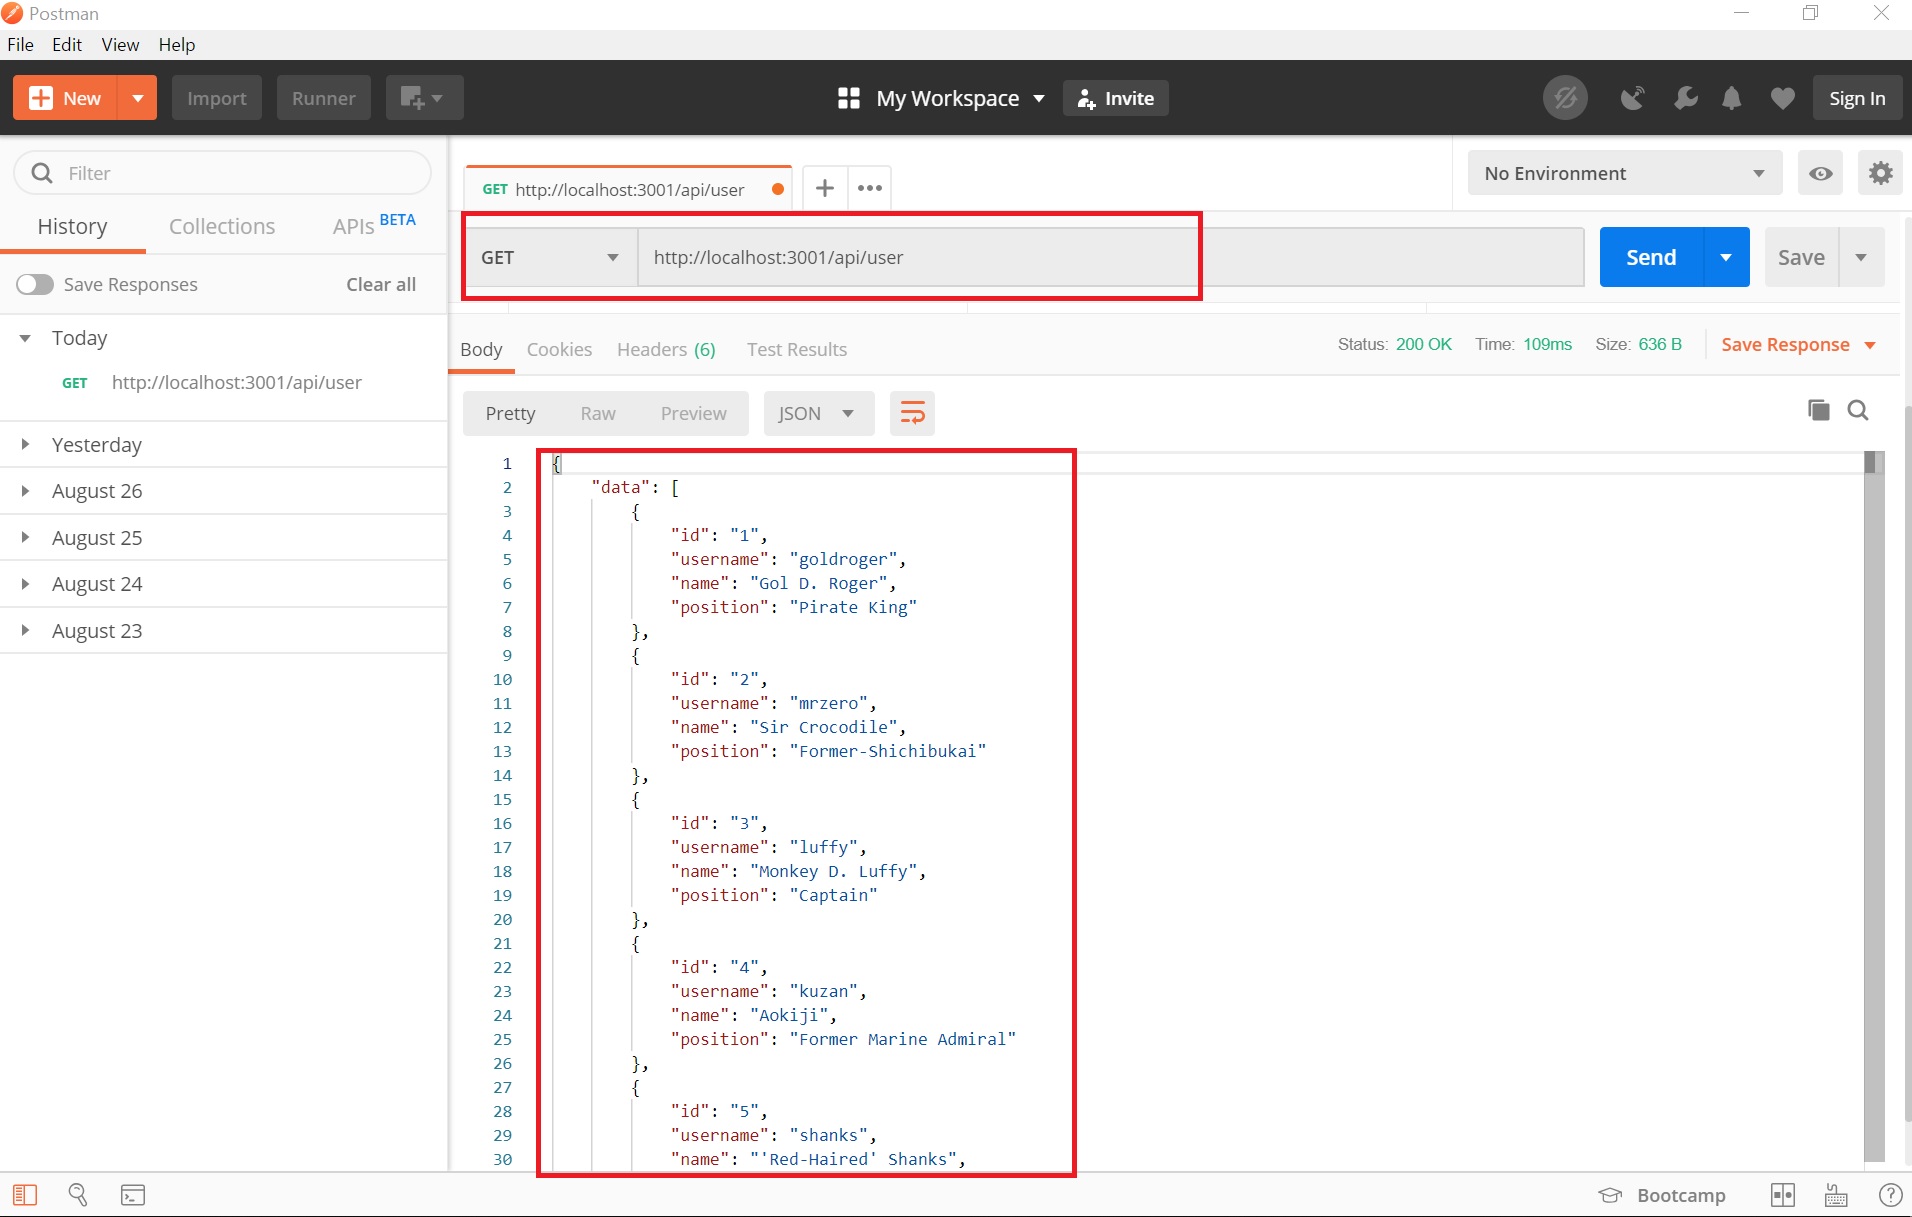 Postman
File Edit View Help
New Import Runner My Workspace Invite Sign In
Filter
History Collections APIs BETA
Save Responses Clear all
Today
GET http://localhost:3001/api/user
Yesterday
August 26
August 25
August 24
August 23
GET http://localhost:3001/api/user
No Environment
GET http://localhost:3001/api/user Send Save
Body Cookies Headers (6) Test Results Status: 200 OK Time: 109ms Size: 636 B Save Response
Pretty Raw Preview JSON
1 {
2 "data": [
3 {
4 "id": "1",
5 "username": "goldroger",
6 "name": "Gol D. Roger",
7 "position": "Pirate King"
8 },
9 {
10 "id": "2",
11 "username": "mrzero",
12 "name": "Sir Crocodile",
13 "position": "Former-Shichibukai"
14 },
15 {
16 "id": "3",
17 "username": "luffy",
18 "name": "Monkey D. Luffy",
19 "position": "Captain"
20 },
21 {
22 "id": "4",
23 "username": "kuzan",
24 "name": "Aokiji",
25 "position": "Former Marine Admiral"
26 },
27 {
28 "id": "5",
29 "username": "shanks",
30 "name": "'Red-Haired' Shanks",
Bootcamp